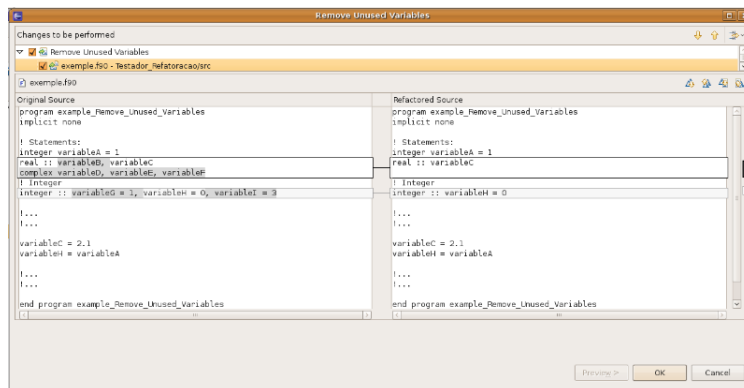 Remove Unused Variables
Changes to be performed
Remove Unused Variables
exemple.f90 - Testador_Refatoracao/src
exemple.f90
Original Source
program example_Remove_Unused_Variables
implicit none
! Statements:
integer variableA = 1
real :: variableB, variableC
complex variableD, variableE, variableF
! Integer
integer :: variableG = 1, variableH = 0, variableI = 3
!...
!...
variableC = 2.1
variableH = variableA
!...
!...
end program example_Remove_Unused_Variables
Refactored Source
program example_Remove_Unused_Variables
implicit none
! Statements:
integer variableA = 1
real :: variableC
! Integer
integer :: variableH = 0
!...
!...
variableC = 2.1
variableH = variableA
!...
!...
end program example_Remove_Unused_Variables
Preview >
OK
Cancel